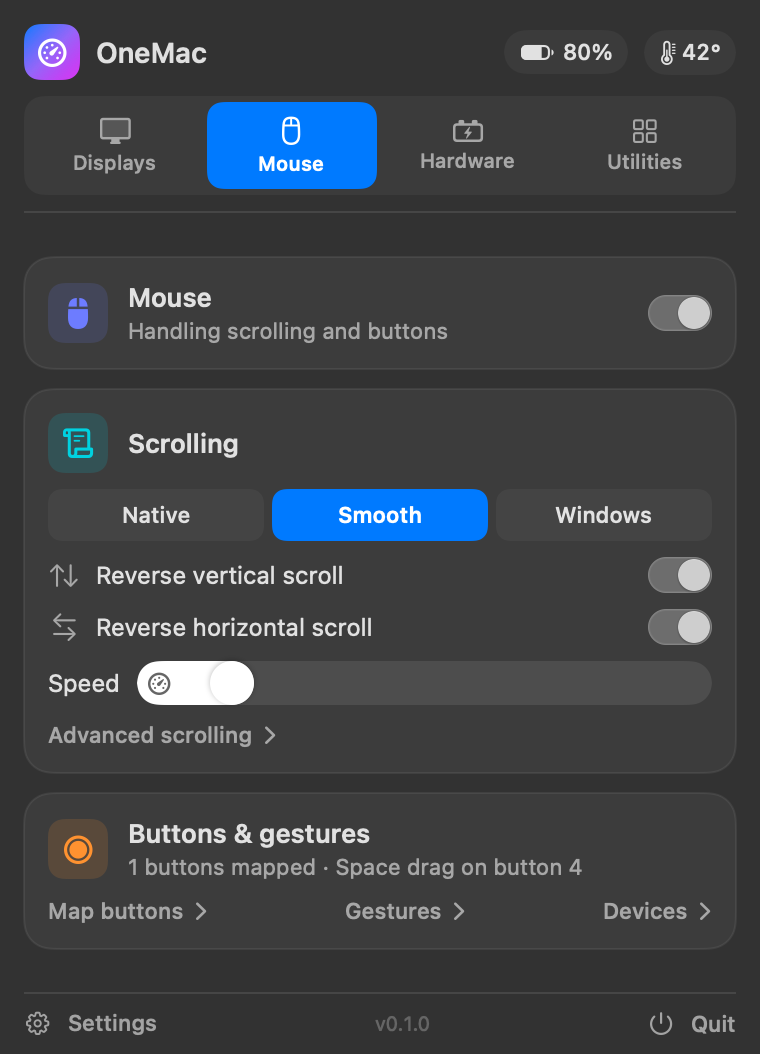 OneMac
80%
42°
Displays
Mouse
Hardware
Utilities
Mouse
Handling scrolling and buttons
Scrolling
Native
Smooth
Windows
Reverse vertical scroll
Reverse horizontal scroll
Speed
Advanced scrolling
Buttons & gestures
1 buttons mapped · Space drag on button 4
Map buttons
Gestures
Devices
Settings
v0.1.0
Quit